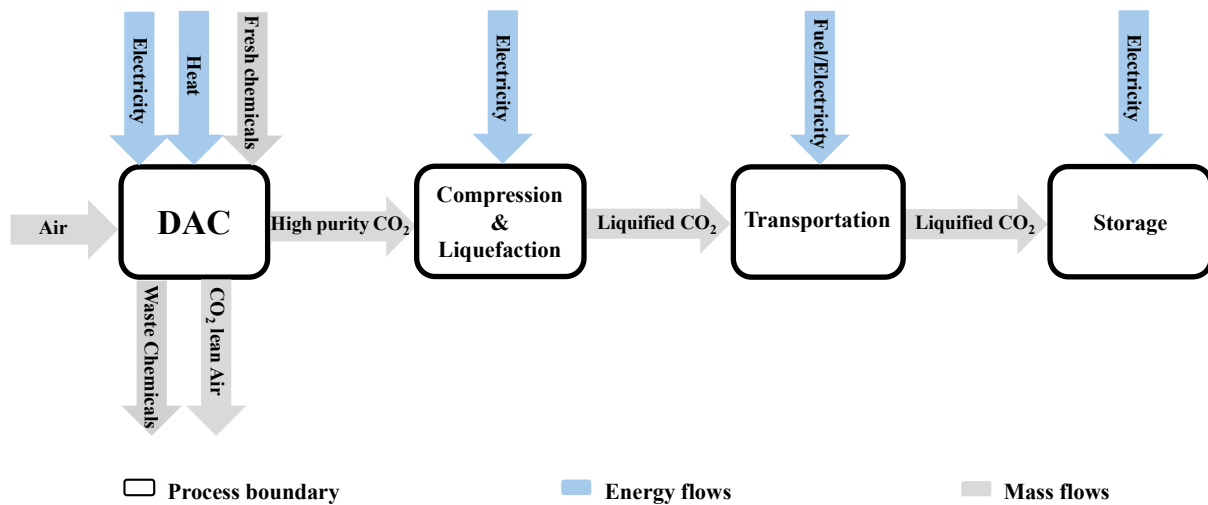 Electricity
Heat
Fresh chemicals
Electricity
Fuel/Electricity
Electricity
Air
DAC
High purity CO₂
Compression
&
Liquefaction
Liquified CO₂
Transportation
Liquified CO₂
Storage
Waste Chemicals
CO₂ lean Air
Process boundary
Energy flows
Mass flows